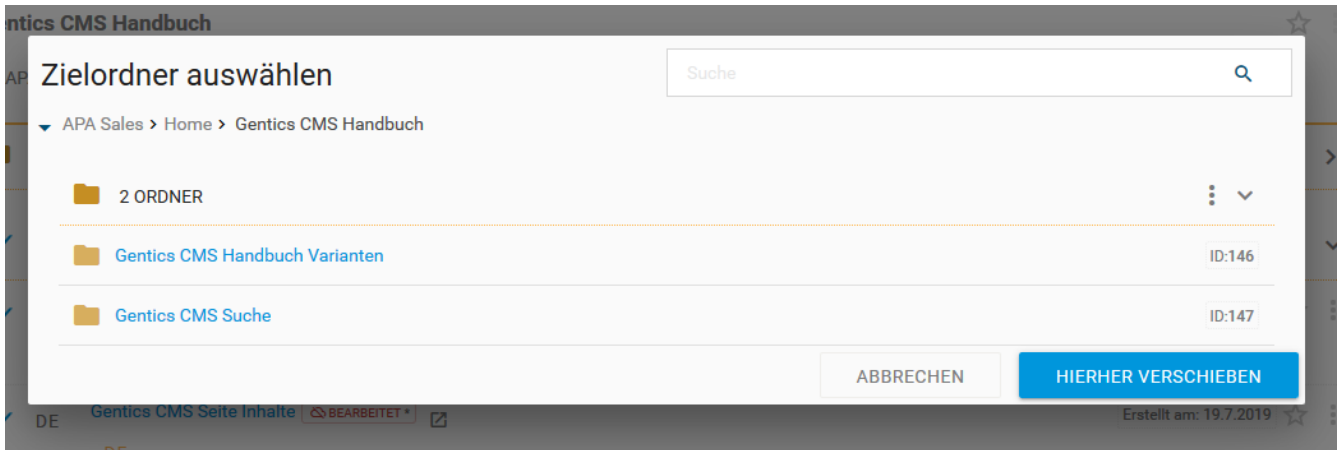 entics CMS Handbuch
Zielordner auswählen
Suche
AP
APA Sales > Home > Gentics CMS Handbuch
2 ORDNER
Gentics CMS Handbuch Varianten
ID:146
Gentics CMS Suche
ID:147
ABBRECHEN
HIERHER VERSCHIEBEN
DE
Gentics CMS Seite Inhalte
BEARBEITET *
Erstellt am: 19.7.2019